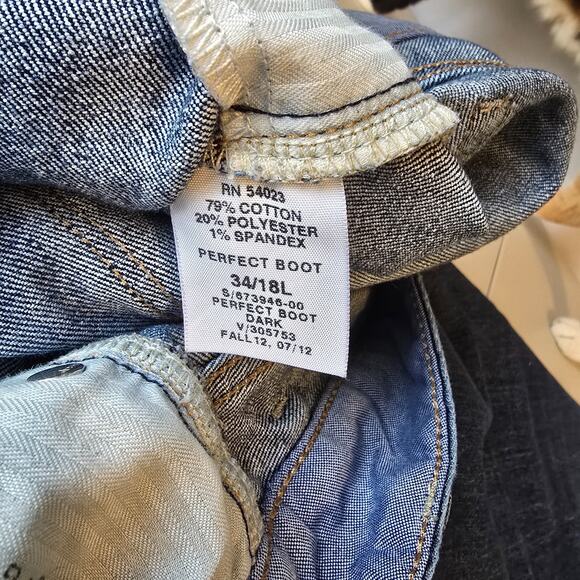 RN 54023
79% COTTON
20% POLYESTER
1% SPANDEX
PERFECT BOOT
34/18L
S/673946-00
PERFECT BOOT
DARK
V/305753
FALL12, 07/12